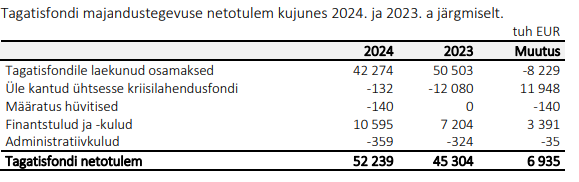 Tagatisfondi majandustegevuse netotulem kujunes 2024. ja 2023. a järgmiselt.
tuh EUR
2024 2023 Muutus
Tagatisfondile laekunud osamaksed 42 274 50 503 -8 229
Üle kantud ühtsesse kriisilahendusfondi -132 -12 080 11 948
Määratus hüvitised -140 0 -140
Finantstulud ja -kulud 10 595 7 204 3 391
Administratiivkulud -359 -324 -35
Tagatisfondi netotulem 52 239 45 304 6 935